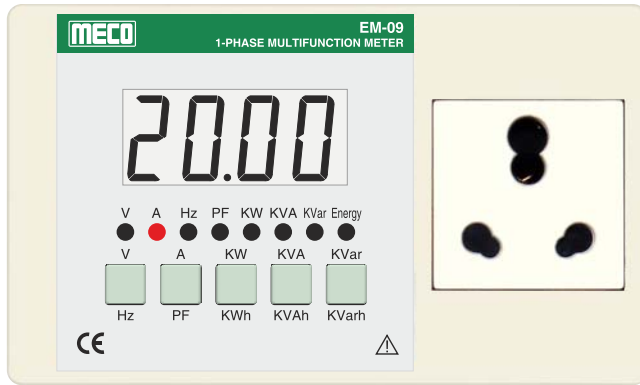 MECO
EM-09
1-PHASE MULTIFUNCTION METER
20.00
V A Hz PF KW KVA KVar Energy
V A KW KVA KVar
Hz PF KWh KVAh KVarh
CE